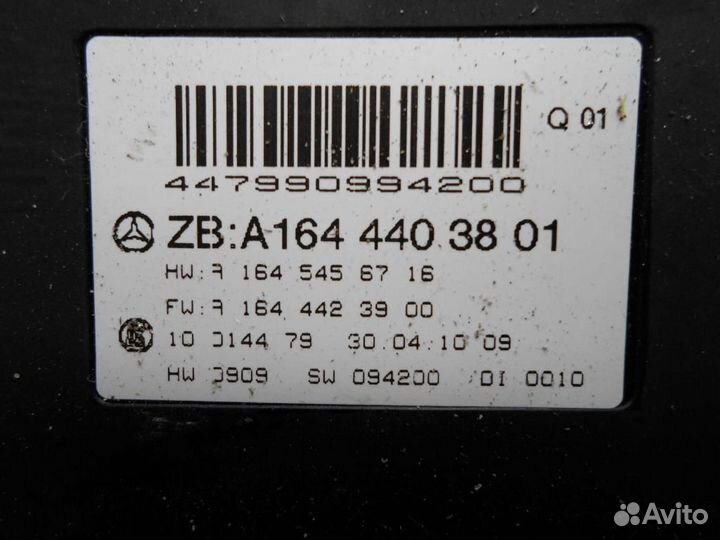 Q 01
447990994200
ZB:A164 440 38 01
HW:A 164 545 67 16
FW:A 164 442 39 00
10 0144 79 30.04.10 09
HW 0909 SW 094200 DI 0010
Avito